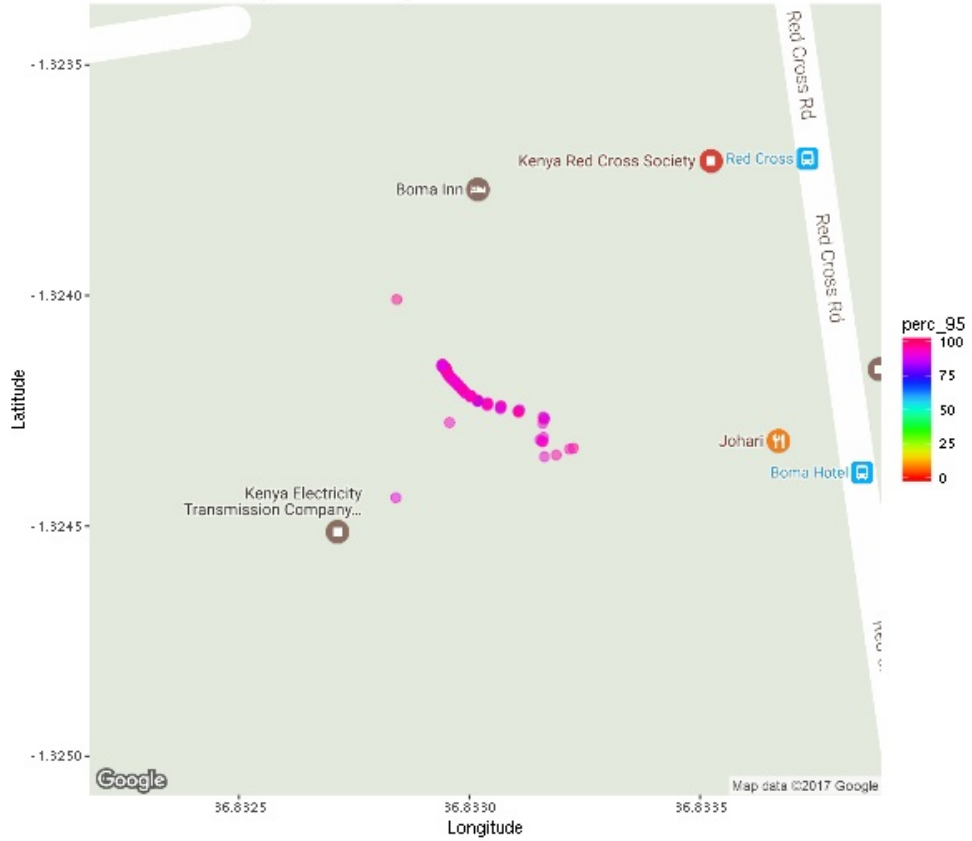 Red Cross Rd
-1.3235
Kenya Red Cross Society
Red Cross
Boma Inn
Red Cross Rd
-1.3240
perc_95
100
75
50
25
0
Latitude
Johari
Boma Hotel
Kenya Electricity
Transmission Company...
-1.3245
-1.3250
Google
Map data ©2017 Google
36.8325
36.8330
36.8335
Longitude